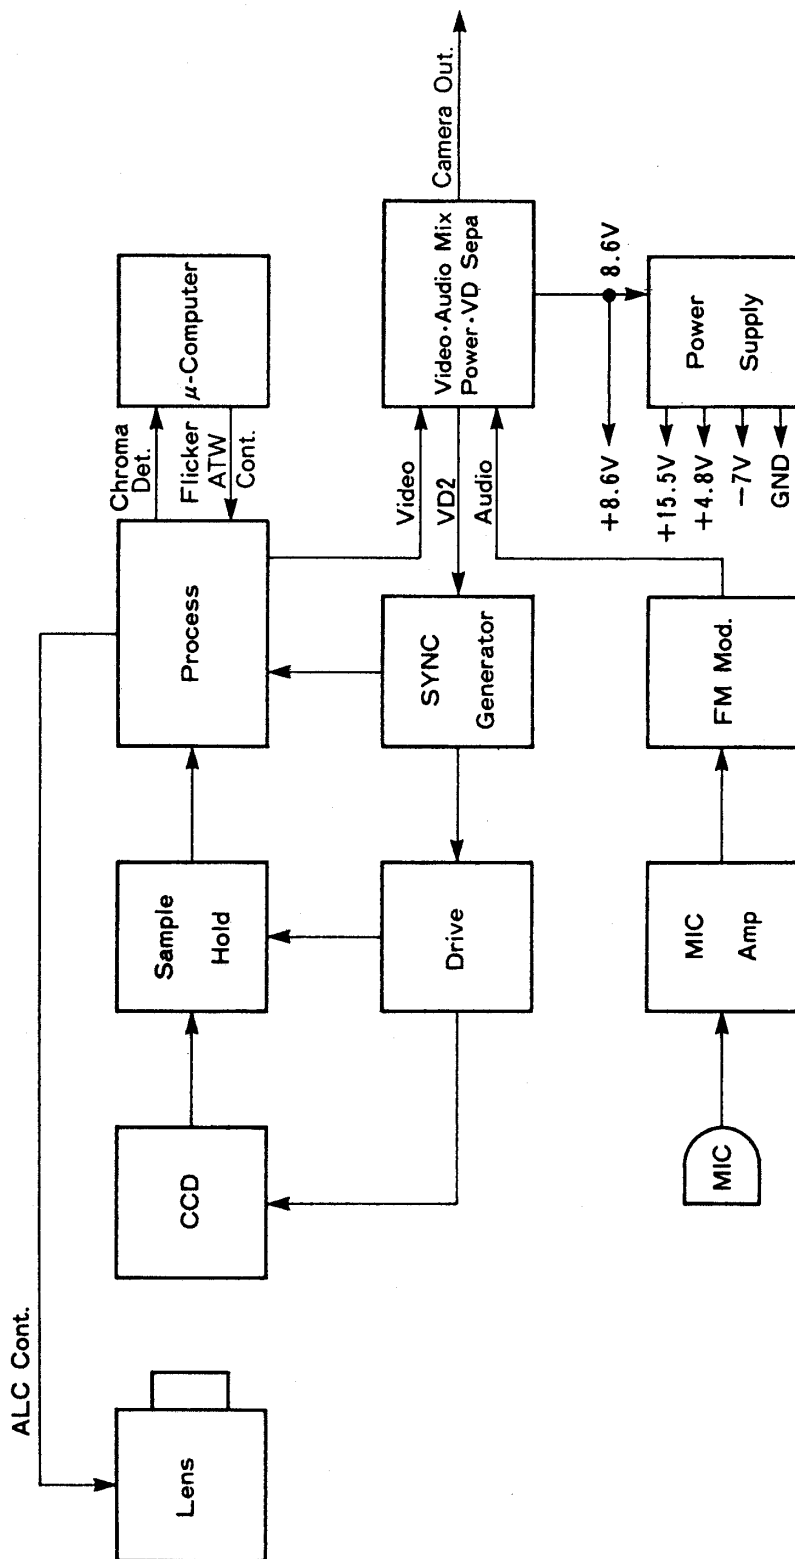 ALC Cont.
Lens
CCD
Sample
Hold
Process
Chroma
Det.
Flicker
ATW
Cont.
μ-Computer
Drive
SYNC
Generator
Video
VD2
Audio
Video·Audio Mix
Power·VD Sepa
Camera Out.
MIC
MIC
Amp
FM Mod.
+8.6V
8.6V
+15.5V
+4.8V
−7V
GND
Power
Supply